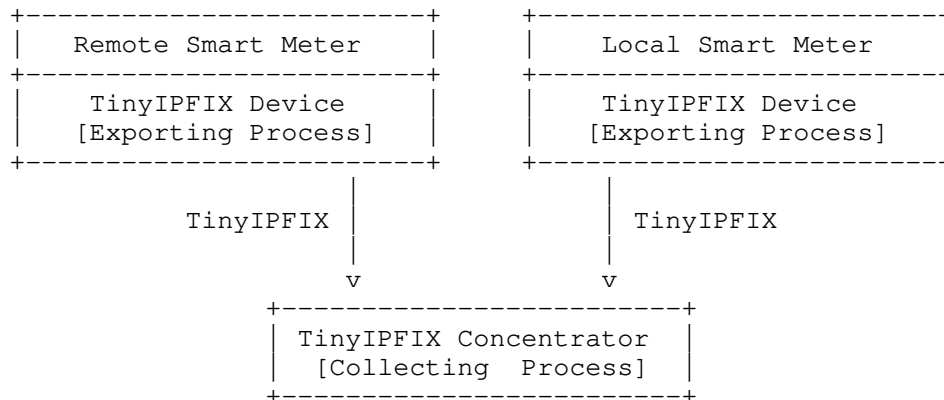 Remote Smart Meter Local Smart Meter
TinyIPFIX Device TinyIPFIX Device
[Exporting Process] [Exporting Process]
TinyIPFIX TinyIPFIX
v v
TinyIPFIX Concentrator
[Collecting Process]